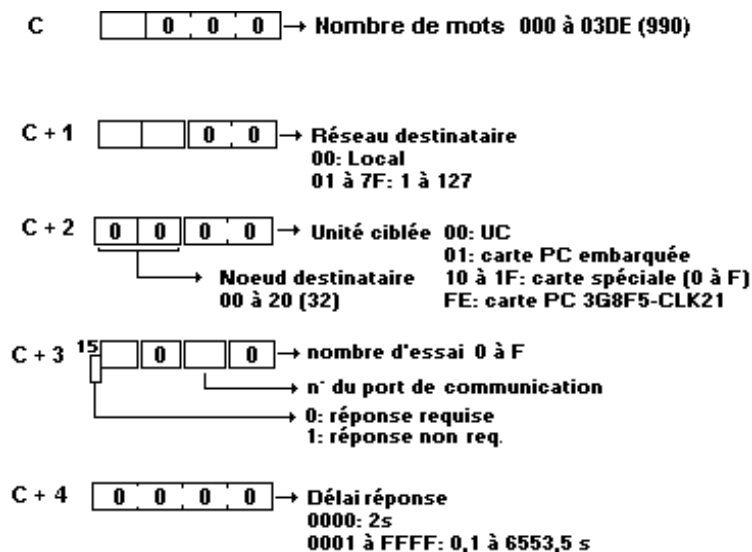 C 0 0 0 Nombre de mots 000 à 03DE (990)
C + 1 0 0 Réseau destinataire
00: Local
01 à 7F: 1 à 127
C + 2 0 0 0 0 Unité ciblée 00: UC
01: carte PC embarquée
Noeud destinataire 10 à 1F: carte spéciale (0 à F)
00 à 20 (32) FE: carte PC 3G8F5-CLK21
C + 3 15 0 0 nombre d'essai 0 à F
n° du port de communication
0: réponse requise
1: réponse non req.
C + 4 0 0 0 0 Délai réponse
0000: 2s
0001 à FFFF: 0,1 à 6553,5 s